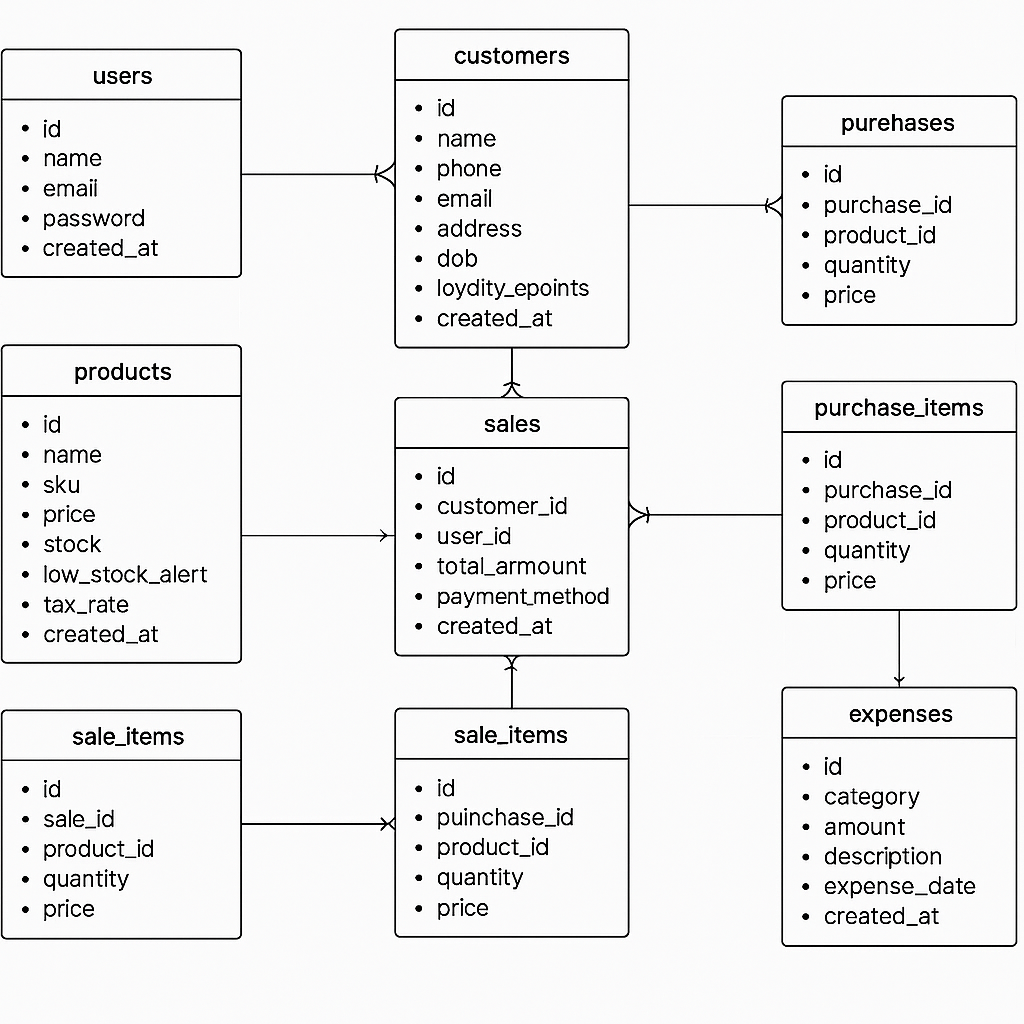 users
id
name
email
password
created_at
customers
id
name
phone
email
address
dob
loydity_epoints
created_at
purehases
id
purchase_id
product_id
quantity
price
products
id
name
sku
price
stock
low_stock_alert
tax_rate
created_at
sales
id
customer_id
user_id
total_armount
payment_method
created_at
purchase_items
id
purchase_id
product_id
quantity
price
sale_items
id
sale_id
product_id
quantity
price
sale_items
id
puinchase_id
product_id
quantity
price
expenses
id
category
amount
description
expense_date
created_at